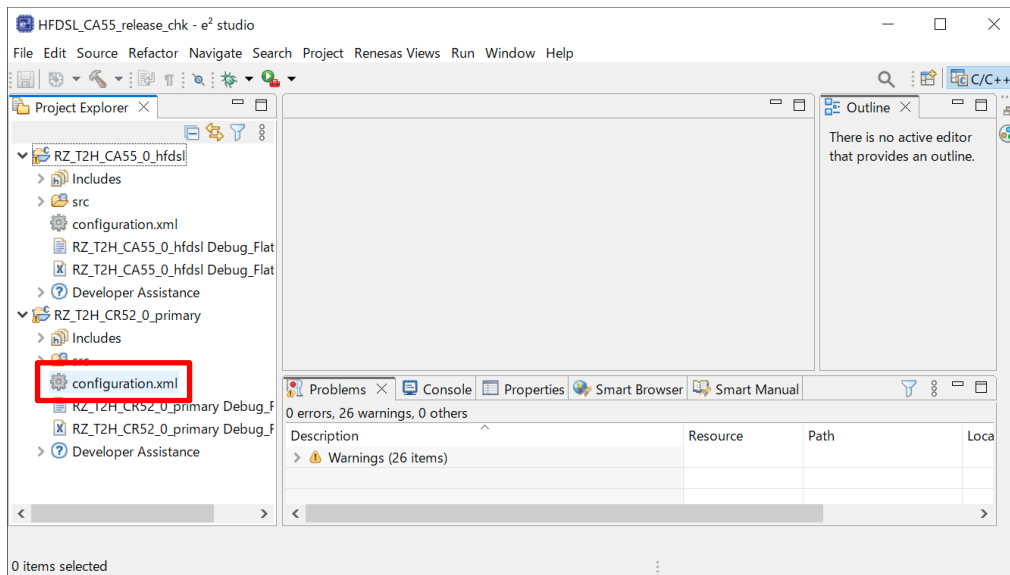 HFDSL_CA55_release_chk - e² studio
File Edit Source Refactor Navigate Search Project Renesas Views Run Window Help
C/C++
Project Explorer
RZ_T2H_CA55_0_hfdsl
Includes
src
configuration.xml
RZ_T2H_CA55_0_hfdsl Debug_Flat
RZ_T2H_CA55_0_hfdsl Debug_Flat
Developer Assistance
RZ_T2H_CR52_0_primary
Includes
src
configuration.xml
RZ_T2H_CR52_0_primary Debug_F
RZ_T2H_CR52_0_primary Debug_F
Developer Assistance
Outline
There is no active editor
that provides an outline.
Problems Console Properties Smart Browser Smart Manual
0 errors, 26 warnings, 0 others
Description Resource Path Loca
Warnings (26 items)
0 items selected